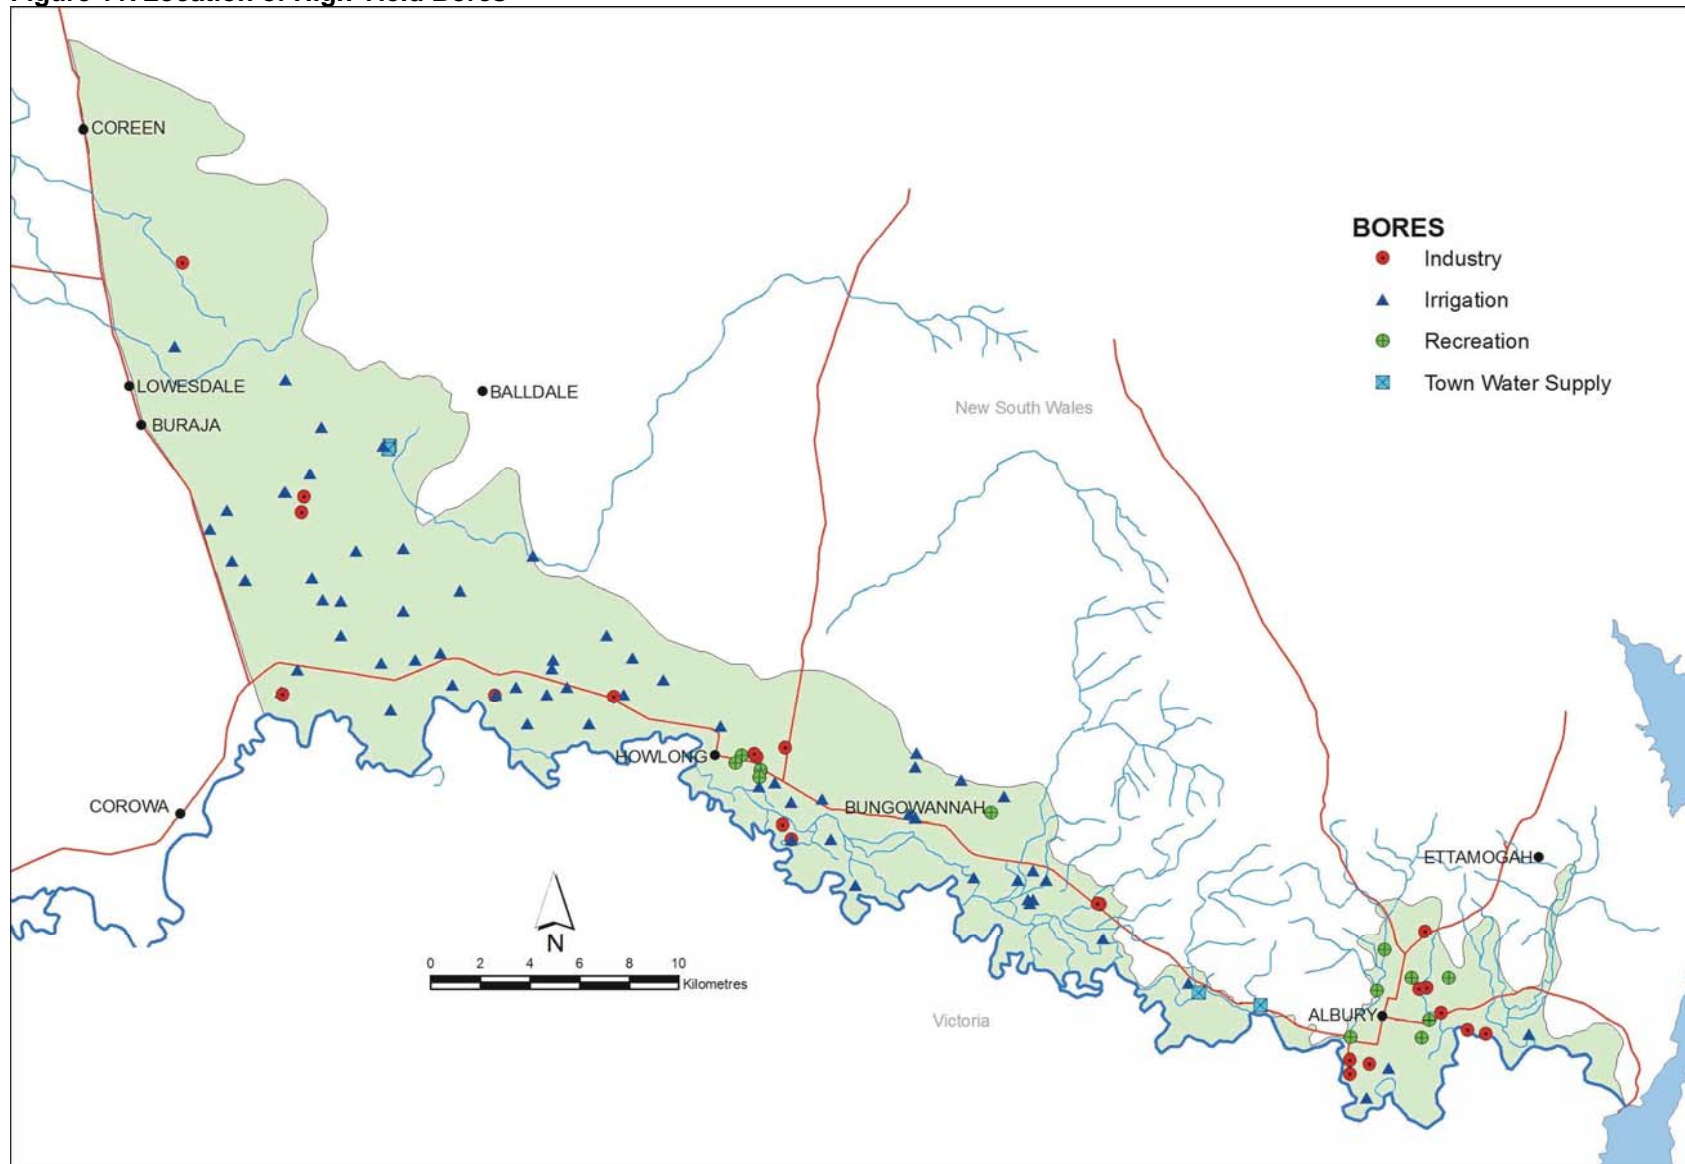 COREEN
BORES
Industry
Irrigation
Recreation
Town Water Supply
LOWESDALE
BALLDALE
New South Wales
BURAJA
HOWLONG
COROWA
BUNGOWANNAH
ETTAMOGAH
N
0 2 4 6 8 10
Kilometres
ALBURY
Victoria